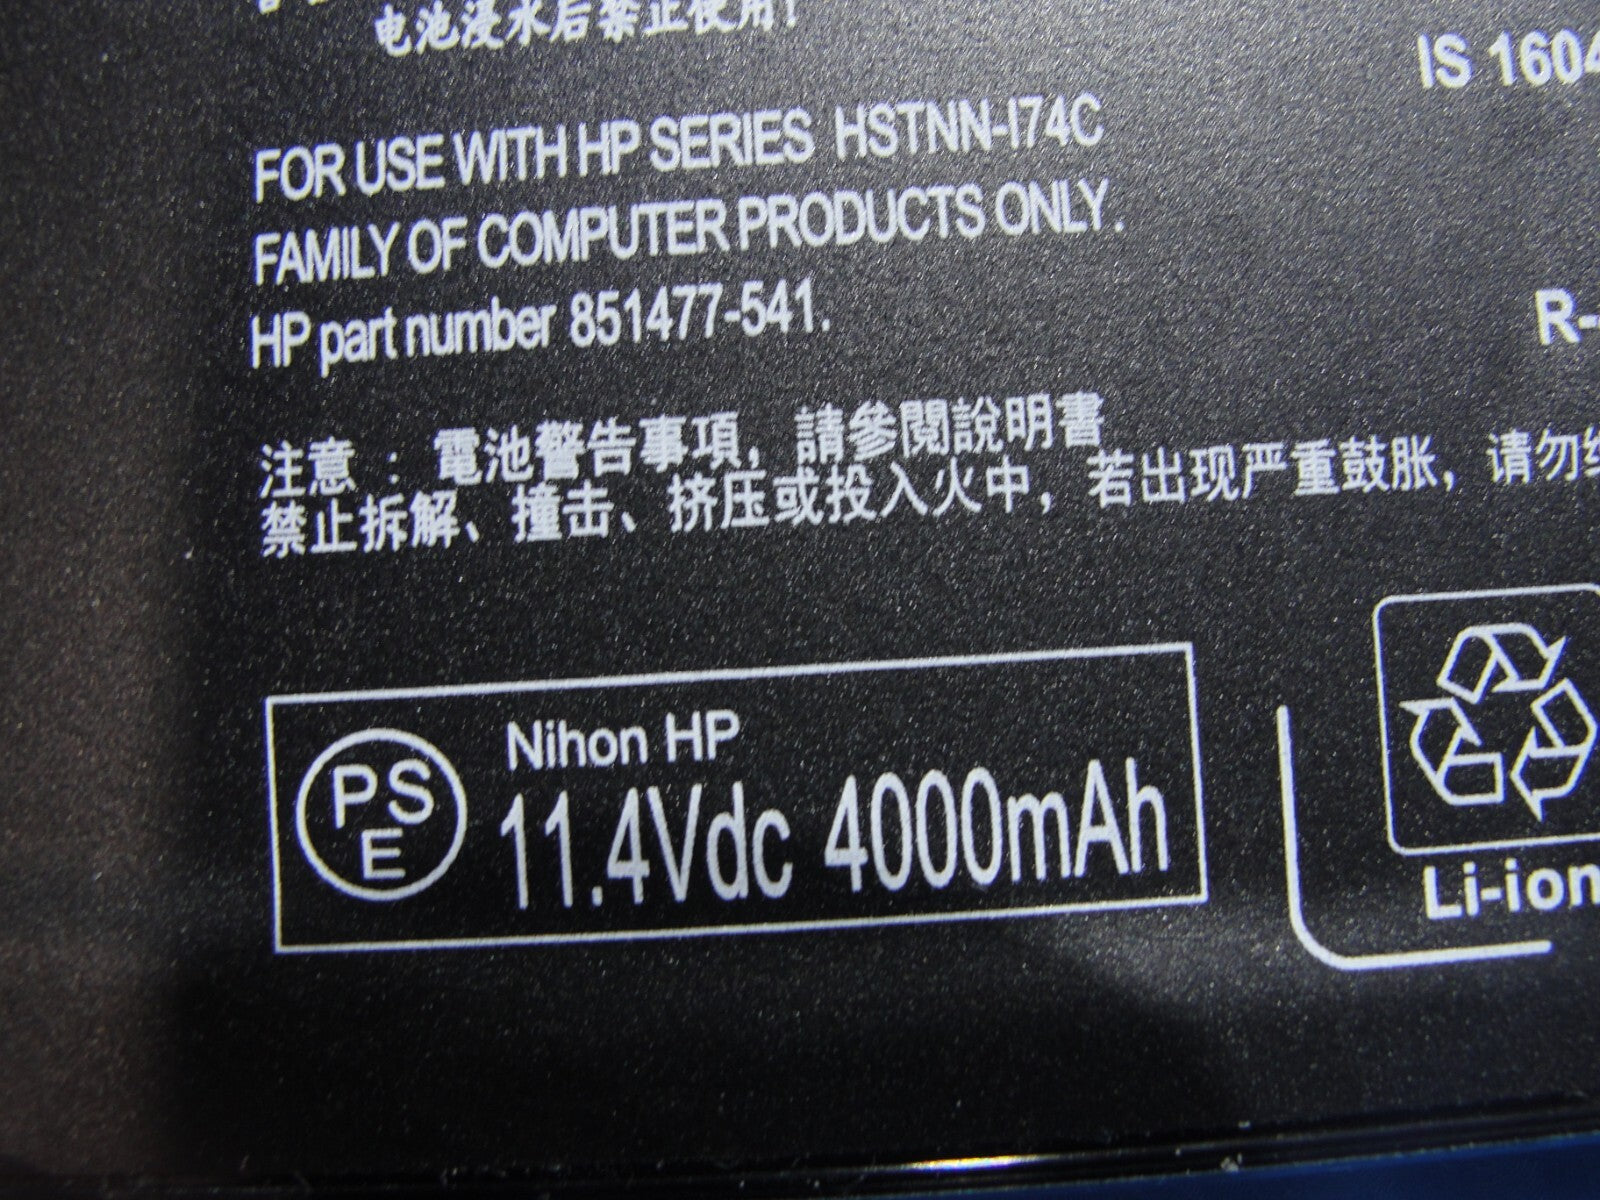 电池浸水后禁止使用!
IS 1604
FOR USE WITH HP SERIES HSTNN-I74C
FAMILY OF COMPUTER PRODUCTS ONLY.
HP part number 851477-541.
R-
注意 : 電池警告事項, 請參閱說明書
禁止拆解、撞击、挤压或投入火中, 若出现严重鼓胀, 请勿
PS
E
Nihon HP
11.4Vdc 4000mAh
Li-ion